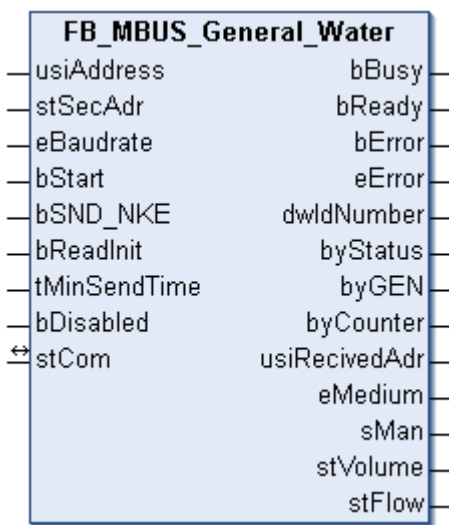 FB_MBUS_General_Water
usiAddress bBusy
stSecAdr bReady
eBaudrate bError
bStart eError
bSND_NKE dwIdNumber
bReadInit byStatus
tMinSendTime byGEN
bDisabled byCounter
stCom usiRecivedAdr
eMedium
sMan
stVolume
stFlow